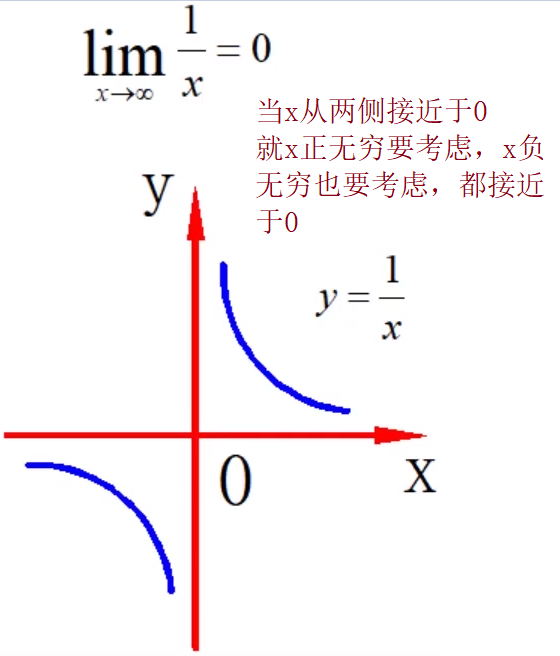 lim x→∞ 1/x = 0
当x从两侧接近于0
就x正无穷要考虑，x负
无穷也要考虑，都接近
于0
y
y = 1/x
0
X